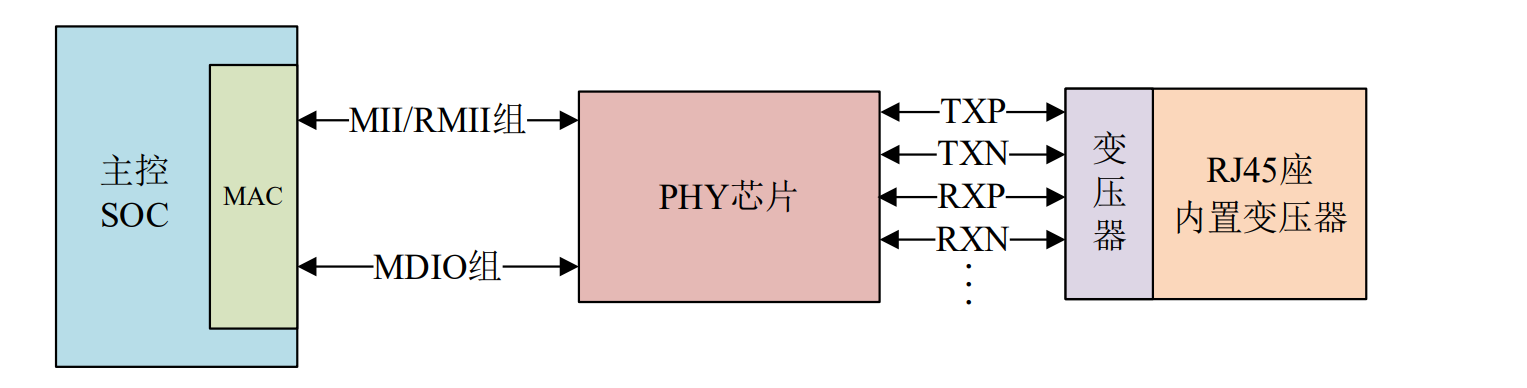 主控
SOC
MAC
MII/RMII组
MDIO组
PHY芯片
TXP
TXN
RXP
RXN
变
压
器
RJ45座
内置变压器